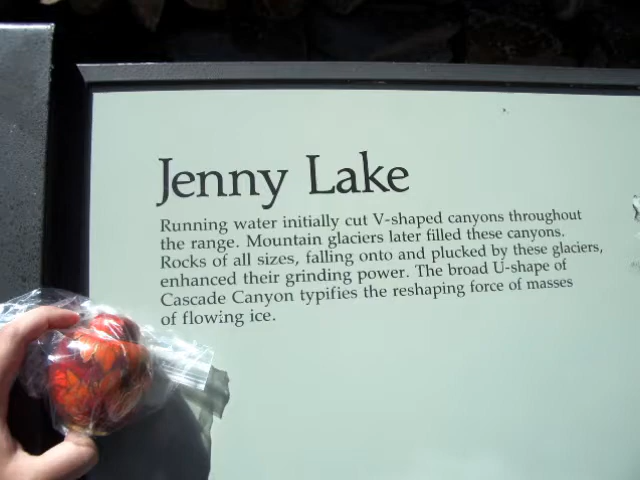 Jenny Lake
Running water initially cut V-shaped canyons throughout
the range. Mountain glaciers later filled these canyons.
Rocks of all sizes, falling onto and plucked by these glaciers,
enhanced their grinding power. The broad U-shape of
Cascade Canyon typifies the reshaping force of masses
of flowing ice.